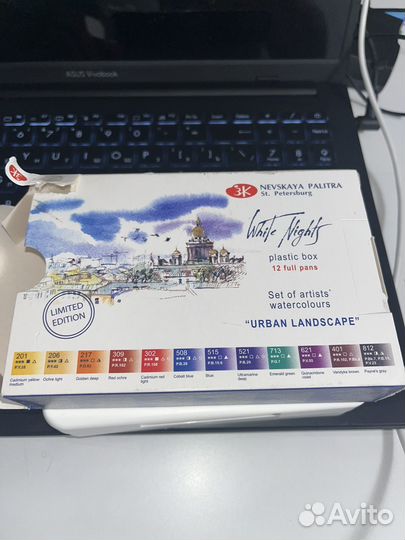 ASUS Vivobook
ЗК
ЗК
NEVSKAYA PALITRA
St. Petersburg
White Nights
plastic box
12 full pans
Set of artists'
watercolours
"URBAN LANDSCAPE"
LIMITED
EDITION
201 206 217 309 302 508 515 521 713 621 401 812
Cadmium yellow medium
Ochre light
Golden deep
Red ochre
Cadmium red light
Cobalt blue
Blue
Ultramarine deep
Emerald green
Quinacridone violet
Vandyke brown
Payne's grey
Avito